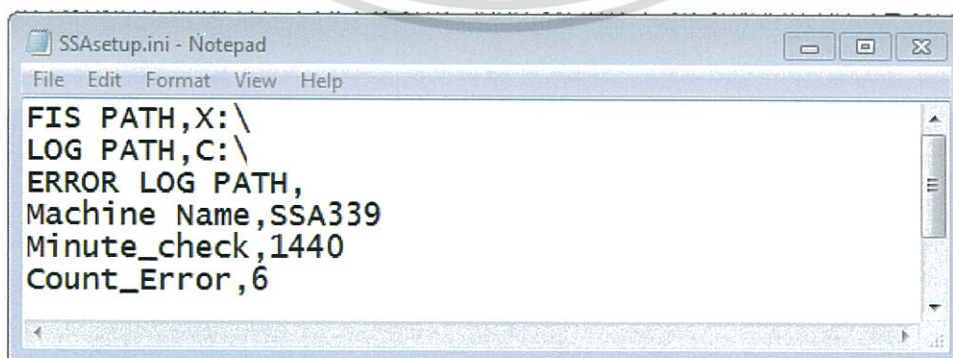 SSAsetup.ini - Notepad
File Edit Format View Help
FIS PATH,X:\
LOG PATH,C:\
ERROR LOG PATH,
Machine Name,SSA339
Minute_check,1440
Count_Error,6